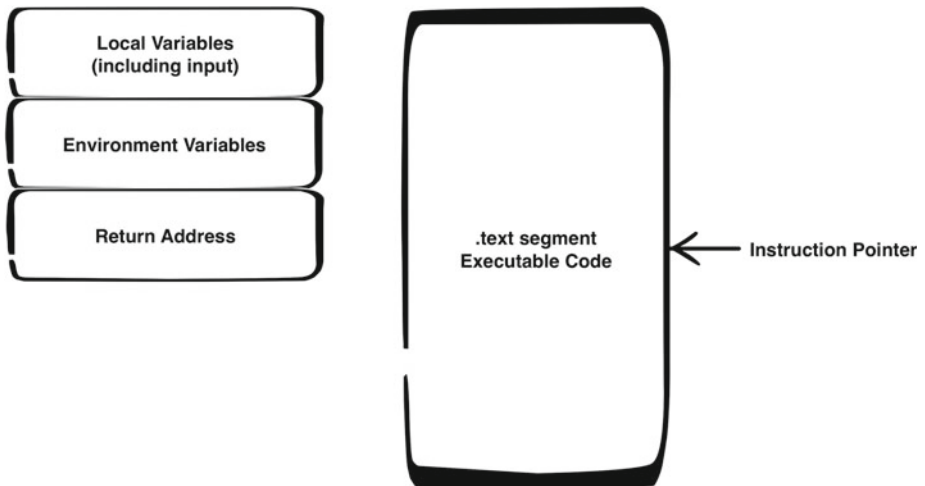 Local Variables
(including input)
Environment Variables
Return Address
.text segment
Executable Code
Instruction Pointer